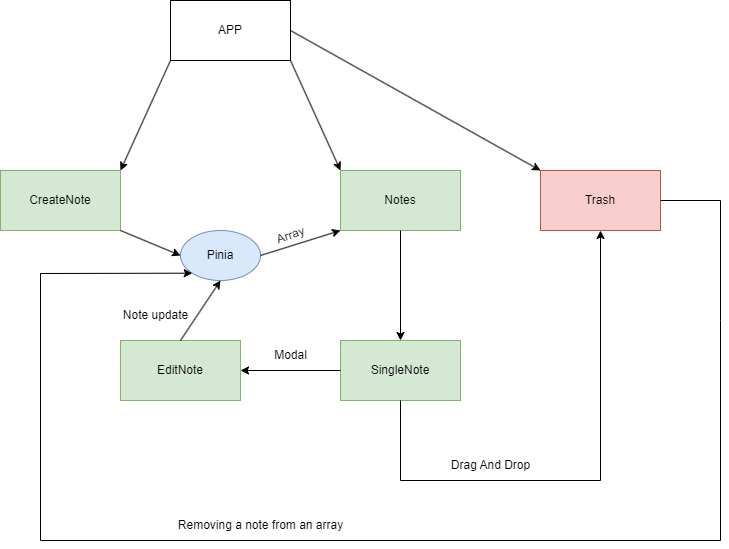 APP
CreateNote
Notes
Trash
Array
Pinia
Note update
Modal
EditNote
SingleNote
Drag And Drop
Removing a note from an array